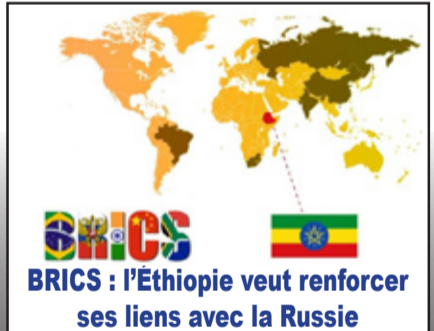 BRICS
BRICS : l'Éthiopie veut renforcer
ses liens avec la Russie